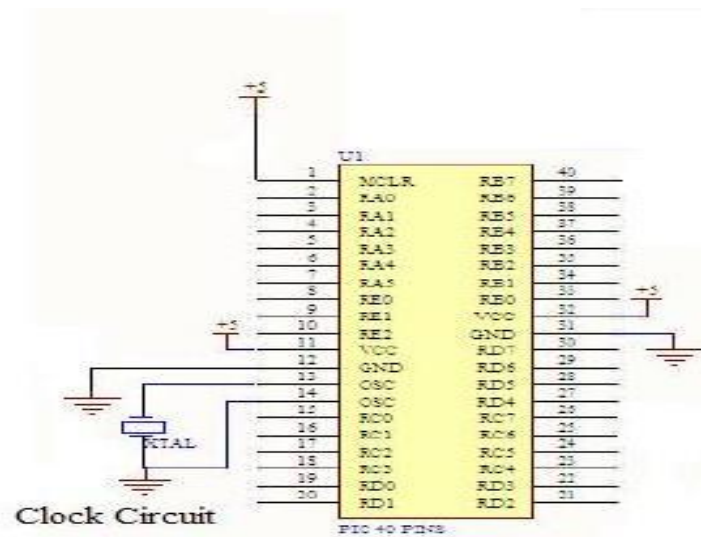 +5
U1
1 MCLR RB7 40
2 RA0 RB6 39
3 RA1 RB5 38
4 RA2 RB4 37
5 RA3 RB3 36
6 RA4 RB2 35
7 RA5 RB1 34
8 RE0 RB0 33
+5
9 RE1 VCC 32
+5
10 RE2 GND 31
11 VCC RD7 30
12 GND RD6 29
13 OSC RD5 28
14 OSC RD4 27
15 RC0 RC7 26
16 RC1 RC6 25
XTAL
17 RC2 RC5 24
18 RC3 RC4 23
19 RD0 RD3 22
20 RD1 RD2 21
Clock Circuit
PIC 40 PINS